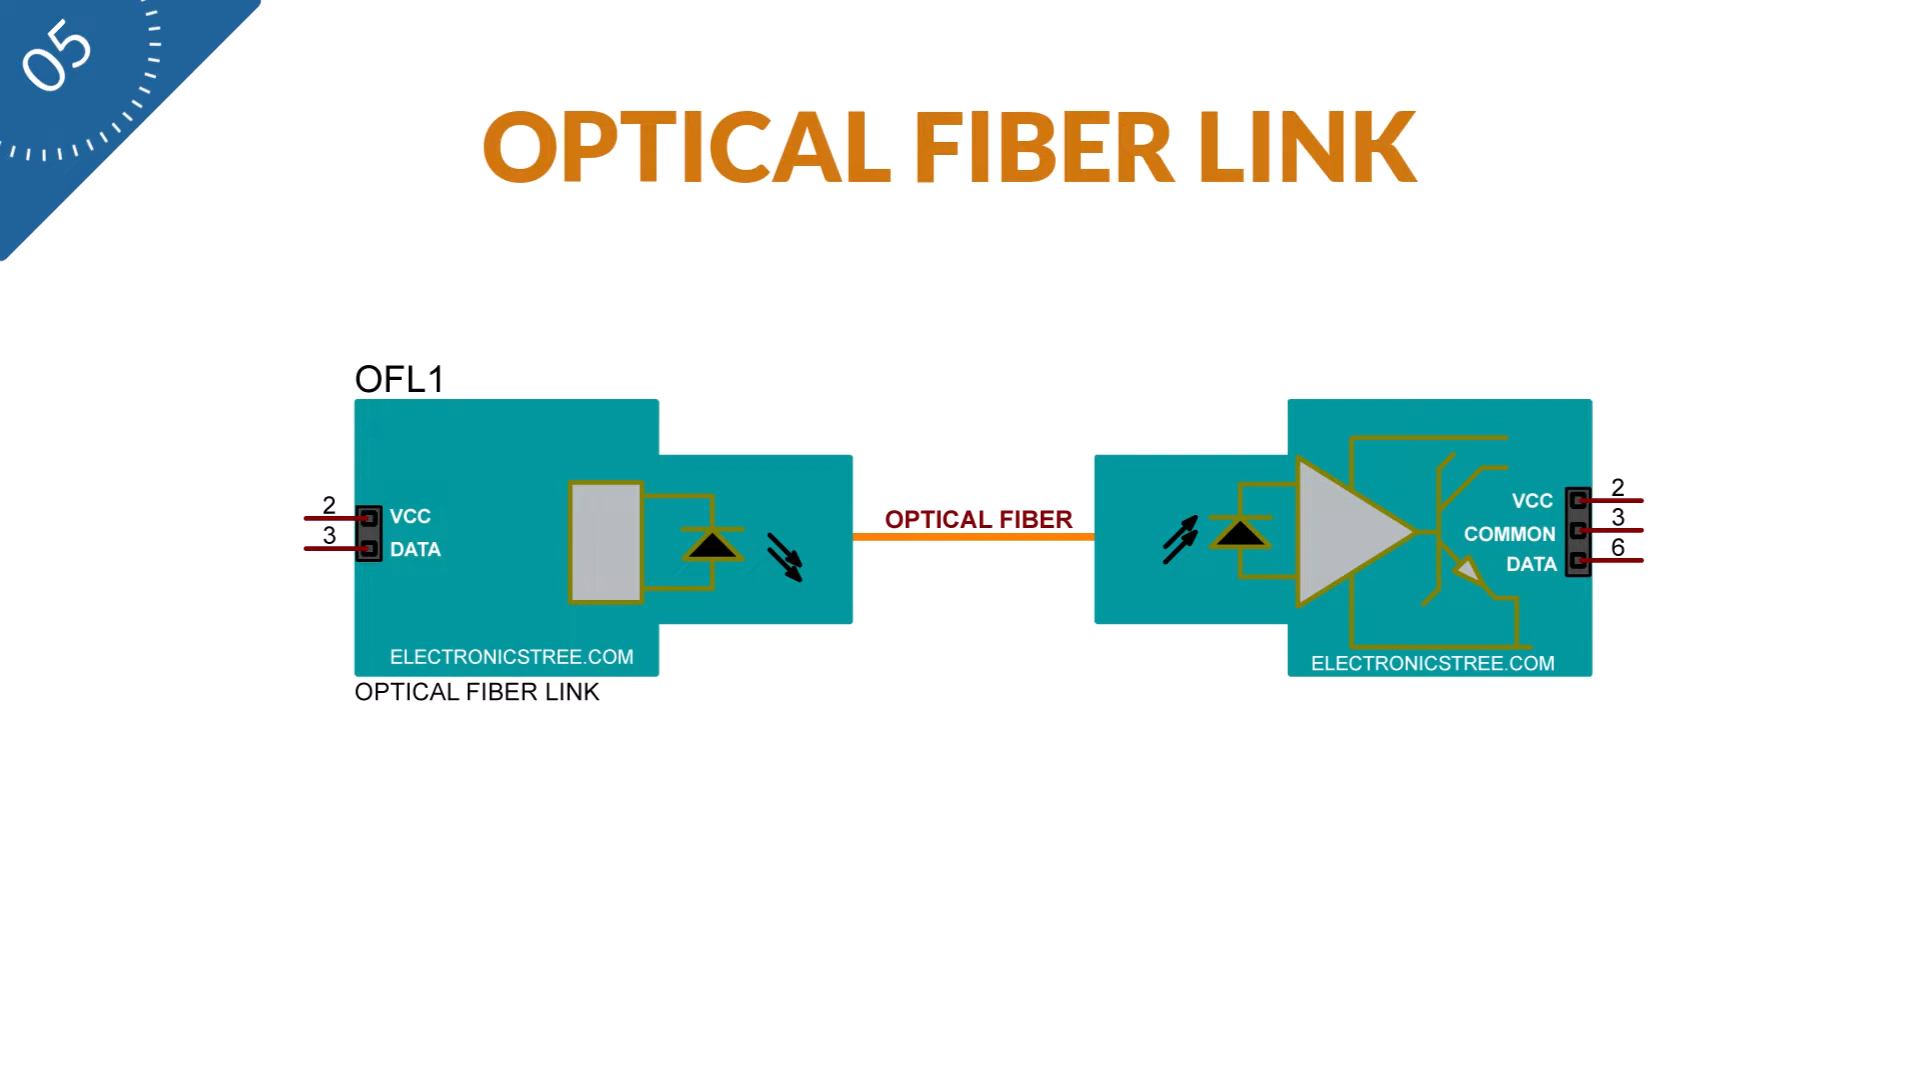 05
OPTICAL FIBER LINK
OFL1
2 VCC
3 DATA
ELECTRONICSTREE.COM
OPTICAL FIBER LINK
OPTICAL FIBER
VCC 2
COMMON 3
DATA 6
ELECTRONICSTREE.COM